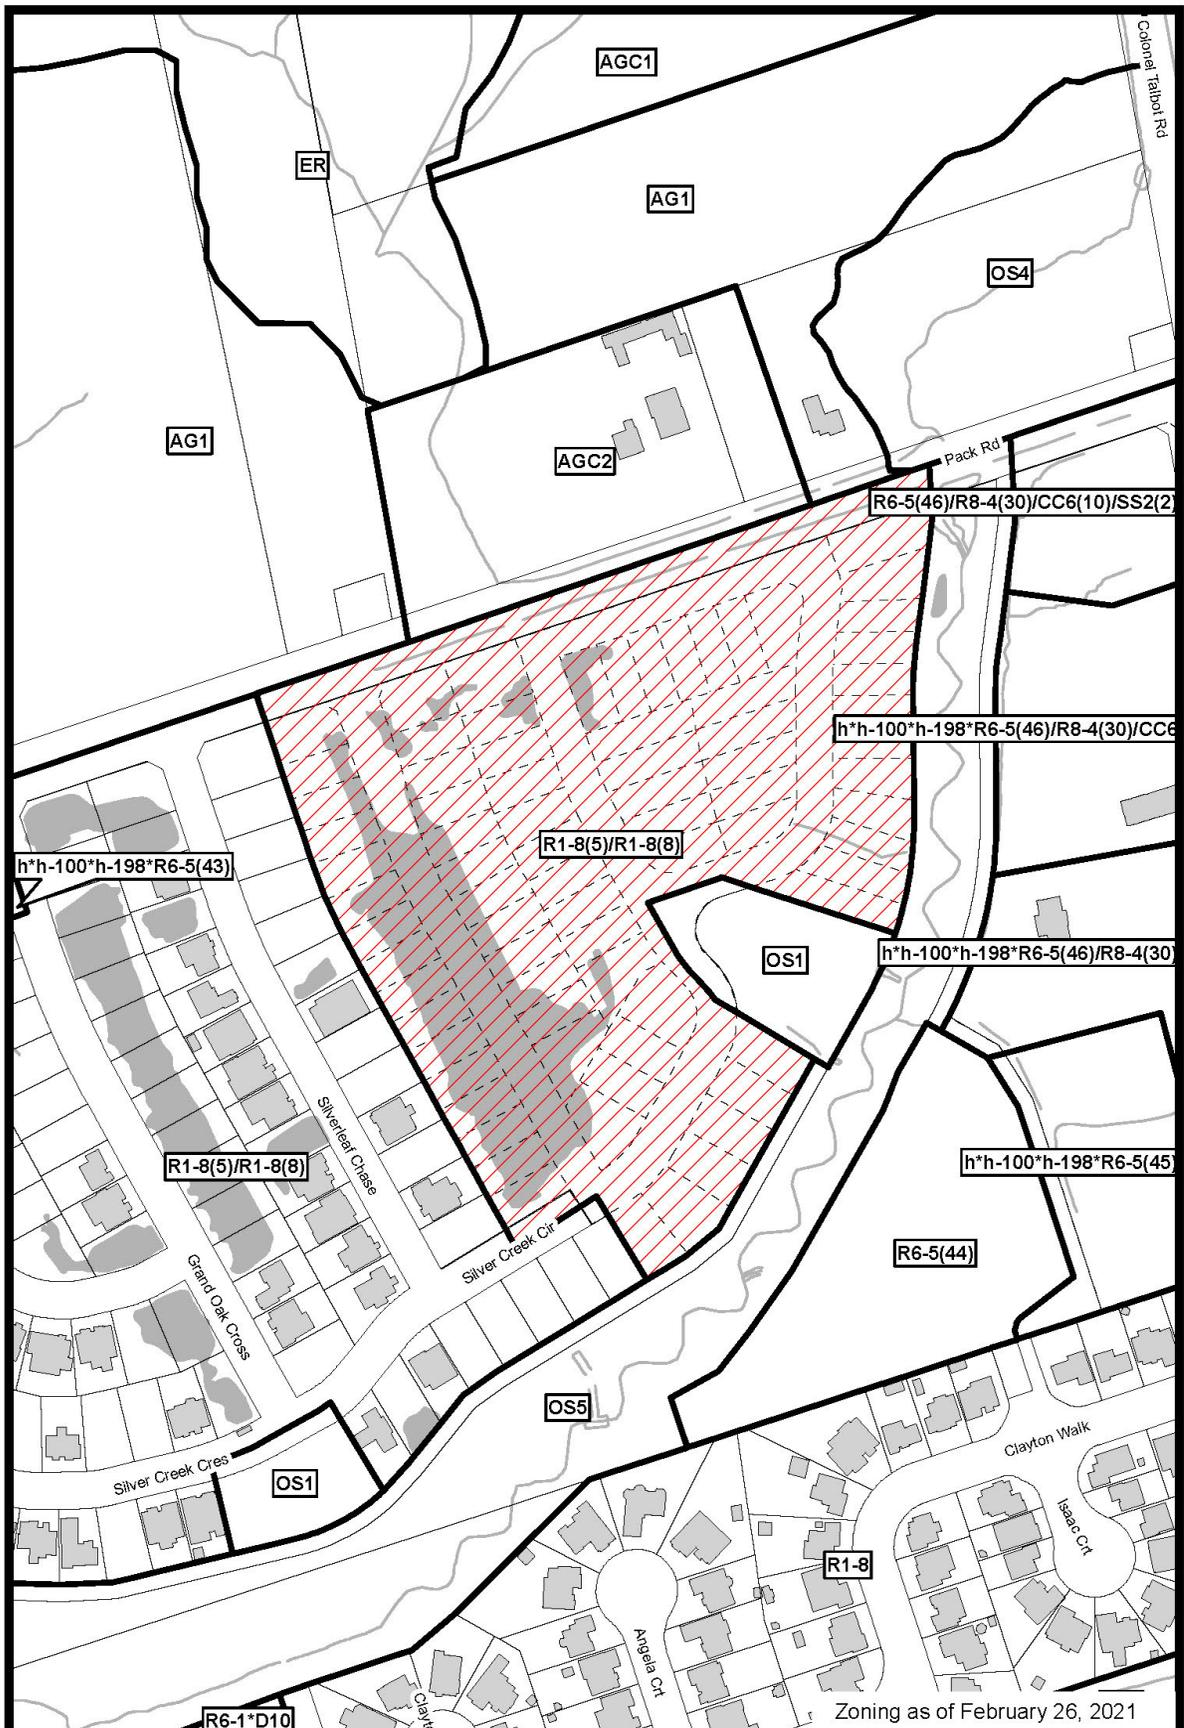 AGC1
Colonel Talbot Rd
ER
AG1
OS4
AG1
AGC2
Pack Rd
R6-5(46)/R8-4(30)/CC6(10)/SS2(2)
h*h-100*h-198*R6-5(46)/R8-4(30)/CC6
R1-8(5)/R1-8(8)
h*h-100*h-198*R6-5(43)
OS1
h*h-100*h-198*R6-5(46)/R8-4(30)
Silverleaf Chase
R1-8(5)/R1-8(8)
h*h-100*h-198*R6-5(45)
Silver Creek Cir
R6-5(44)
Grand Oak Cross
OS5
Clayton Walk
Silver Creek Cres
OS1
Isaac Crt
R1-8
Angela Crt
R6-1*D10
Zoning as of February 26, 2021